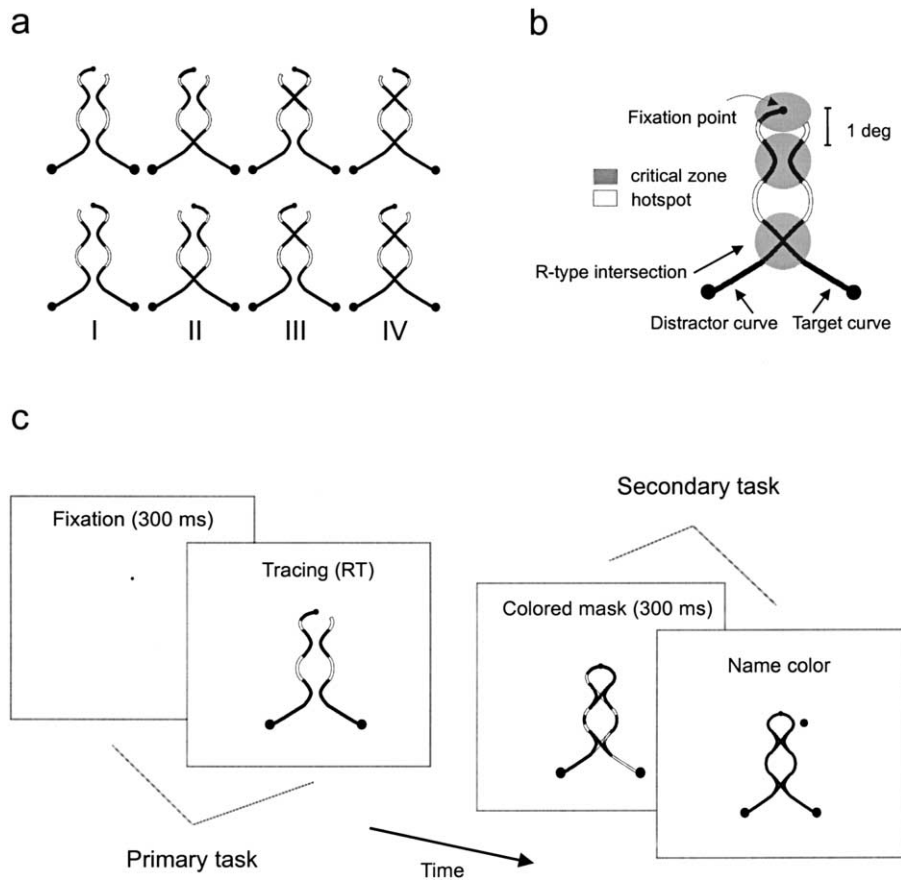 a
I II III IV
b
Fixation point
1 deg
critical zone
hotspot
R-type intersection
Distractor curve Target curve
c
Fixation (300 ms)
Tracing (RT)
Primary task
Secondary task
Colored mask (300 ms)
Name color
Time